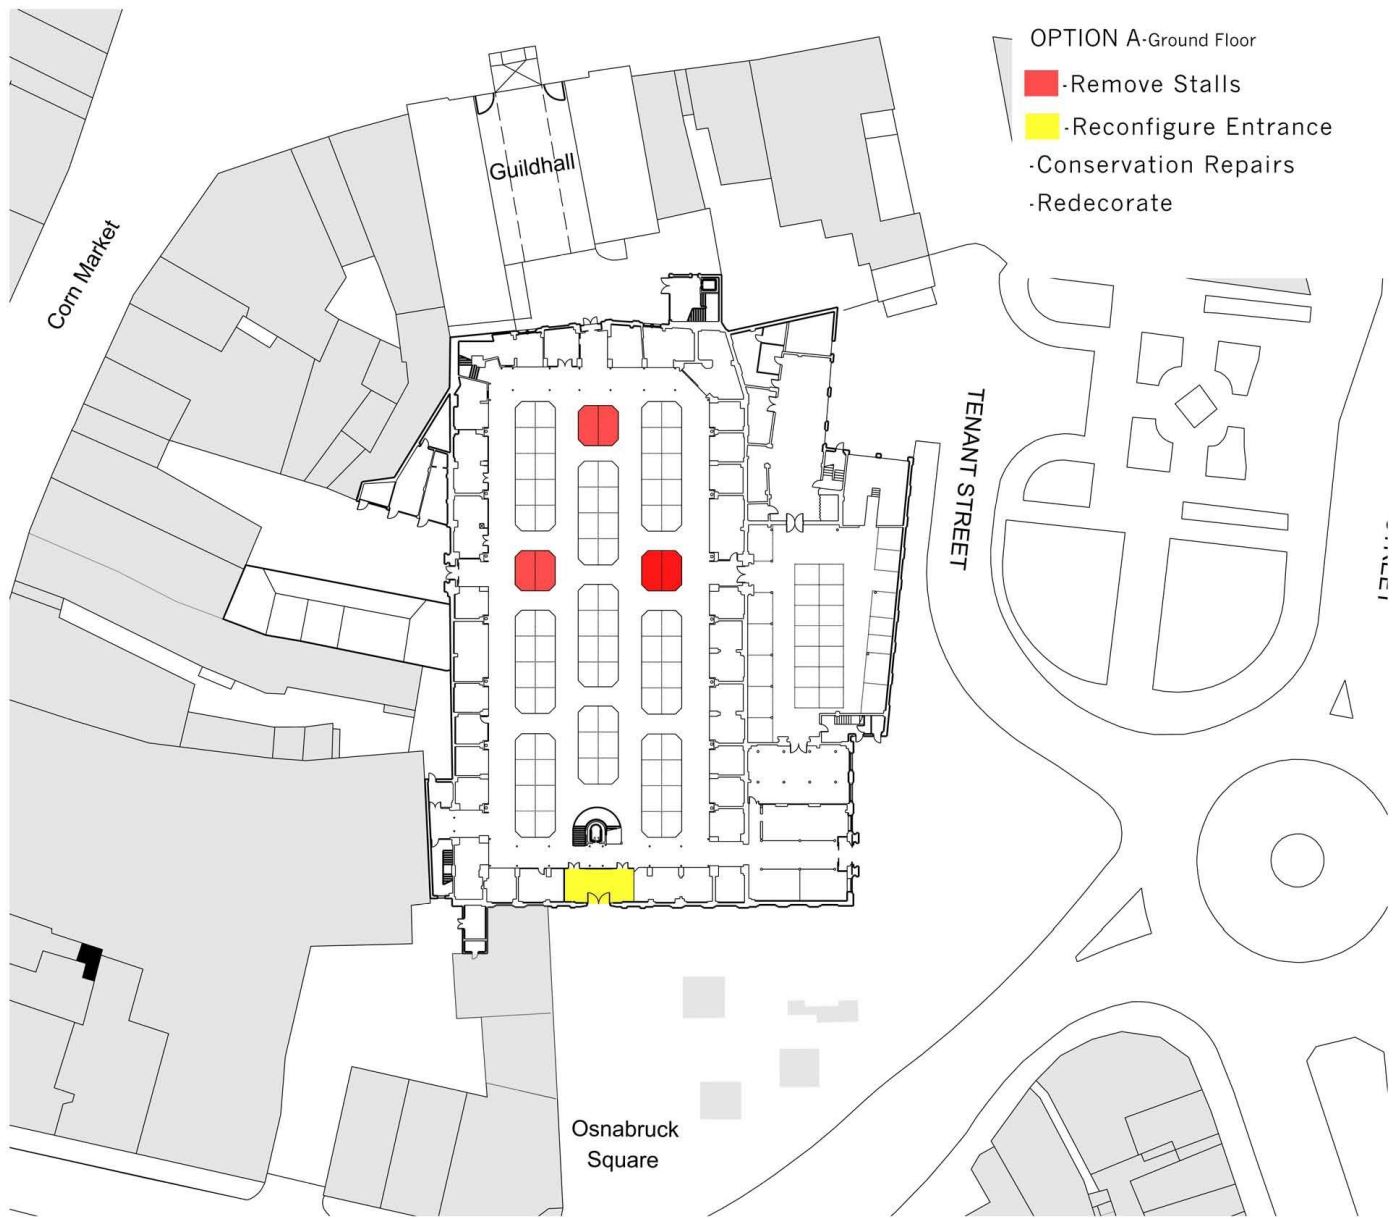 OPTION A-Ground Floor
-Remove Stalls
-Reconfigure Entrance
-Conservation Repairs
-Redecorate
Guildhall
Corn Market
TENANT STREET
Osnabruck
Square